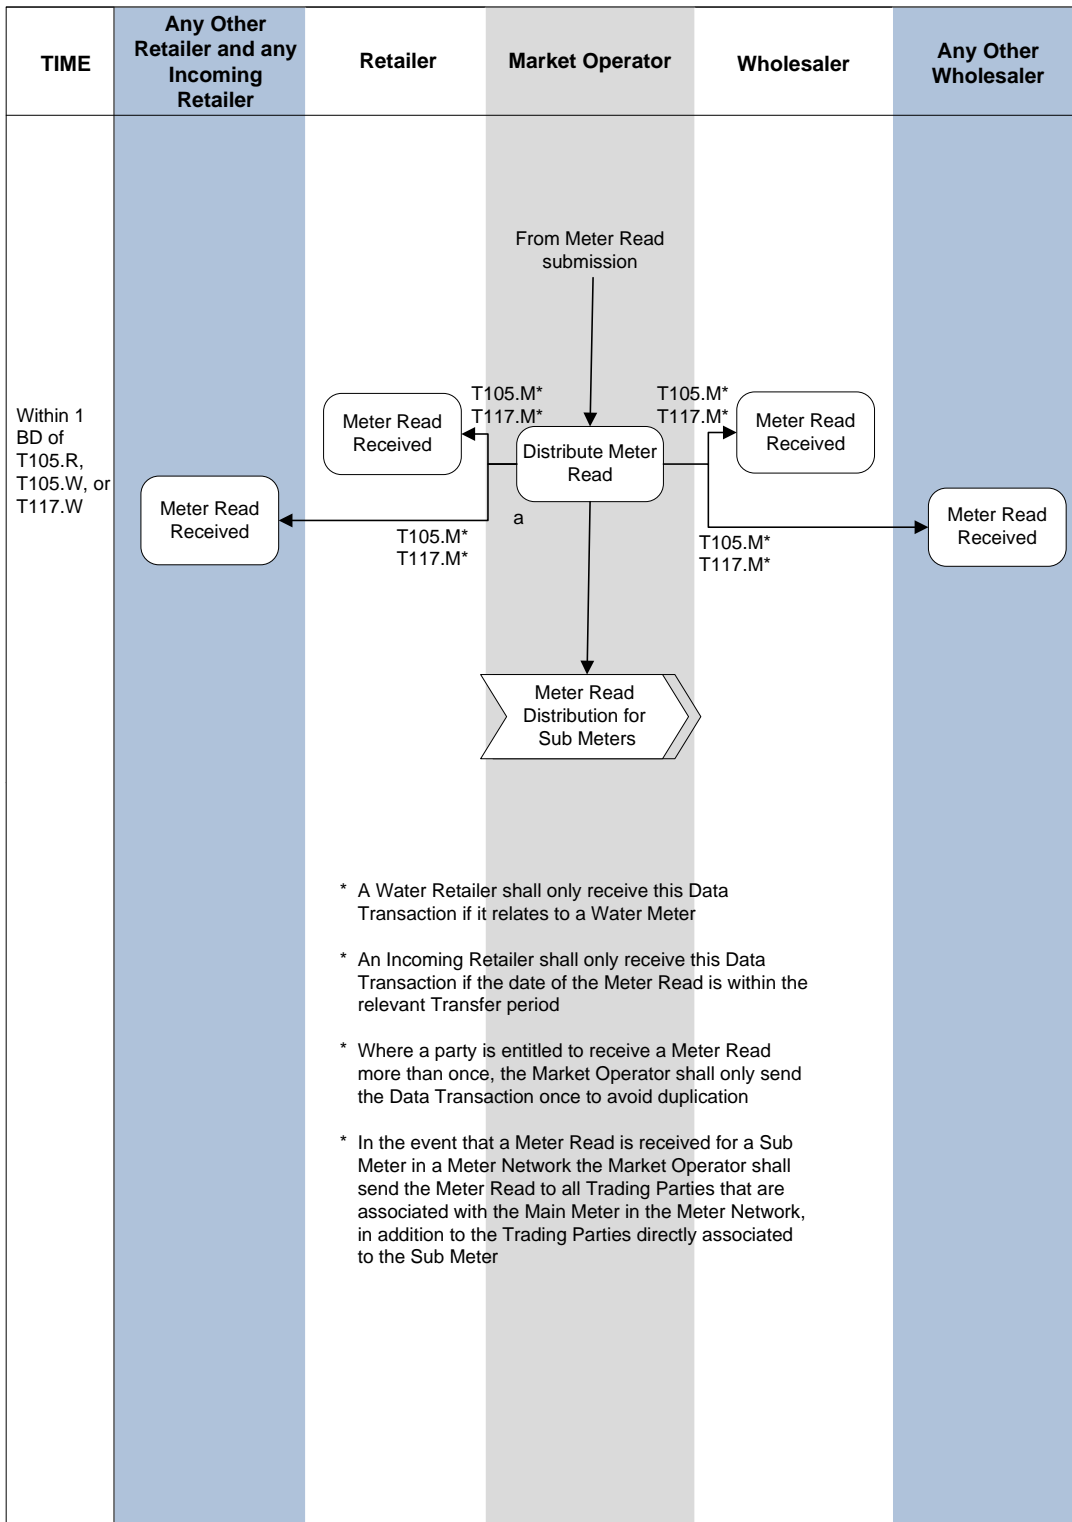 TIME
Any Other
Retailer and any
Incoming
Retailer
Retailer
Market Operator
Wholesaler
Any Other
Wholesaler
From Meter Read
submission
Within 1
BD of
T105.R,
T105.W, or
T117.W
Meter Read
Received
Meter Read
Received
T105.M*
T117.M*
Distribute Meter
Read
a
T105.M*
T117.M*
Meter Read
Received
Meter Read
Received
T105.M*
T117.M*
T105.M*
T117.M*
Meter Read
Distribution for
Sub Meters
* A Water Retailer shall only receive this Data
Transaction if it relates to a Water Meter
* An Incoming Retailer shall only receive this Data
Transaction if the date of the Meter Read is within the
relevant Transfer period
* Where a party is entitled to receive a Meter Read
more than once, the Market Operator shall only send
the Data Transaction once to avoid duplication
* In the event that a Meter Read is received for a Sub
Meter in a Meter Network the Market Operator shall
send the Meter Read to all Trading Parties that are
associated with the Main Meter in the Meter Network,
in addition to the Trading Parties directly associated
to the Sub Meter